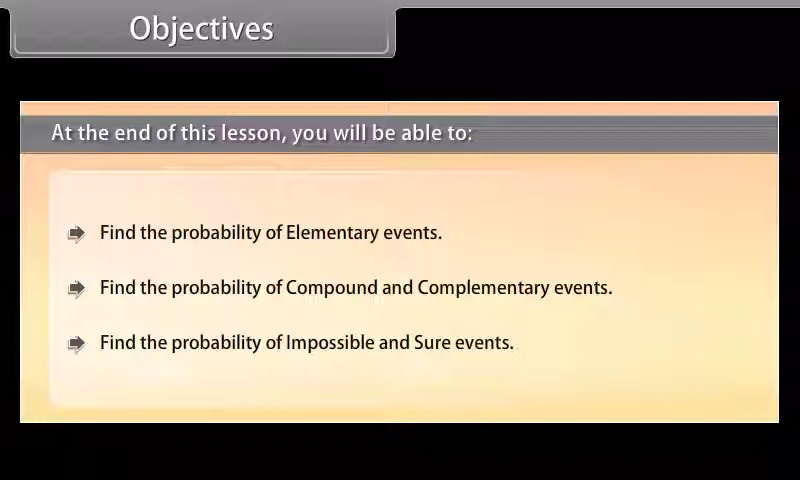 Objectives
At the end of this lesson, you will be able to:
Find the probability of Elementary events.
Find the probability of Compound and Complementary events.
Find the probability of Impossible and Sure events.